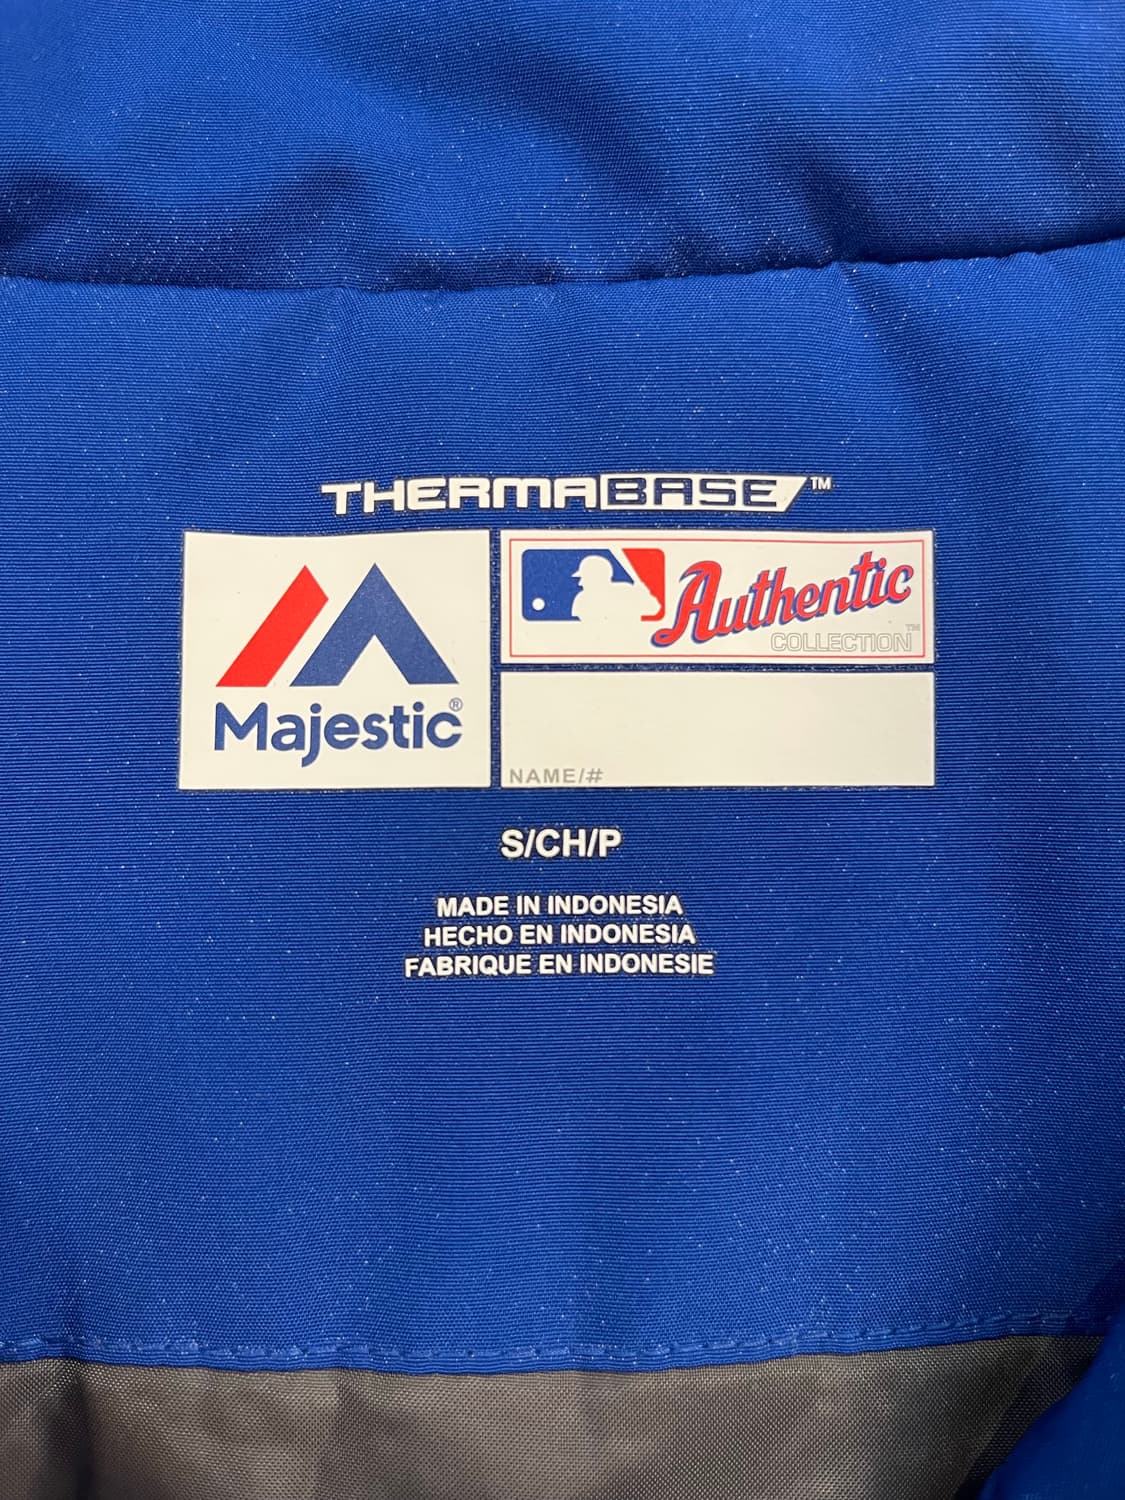 THERMABASE™
Majestic®
Authentic
COLLECTION™
NAME/#
S/CH/P
MADE IN INDONESIA
HECHO EN INDONESIA
FABRIQUE EN INDONESIE